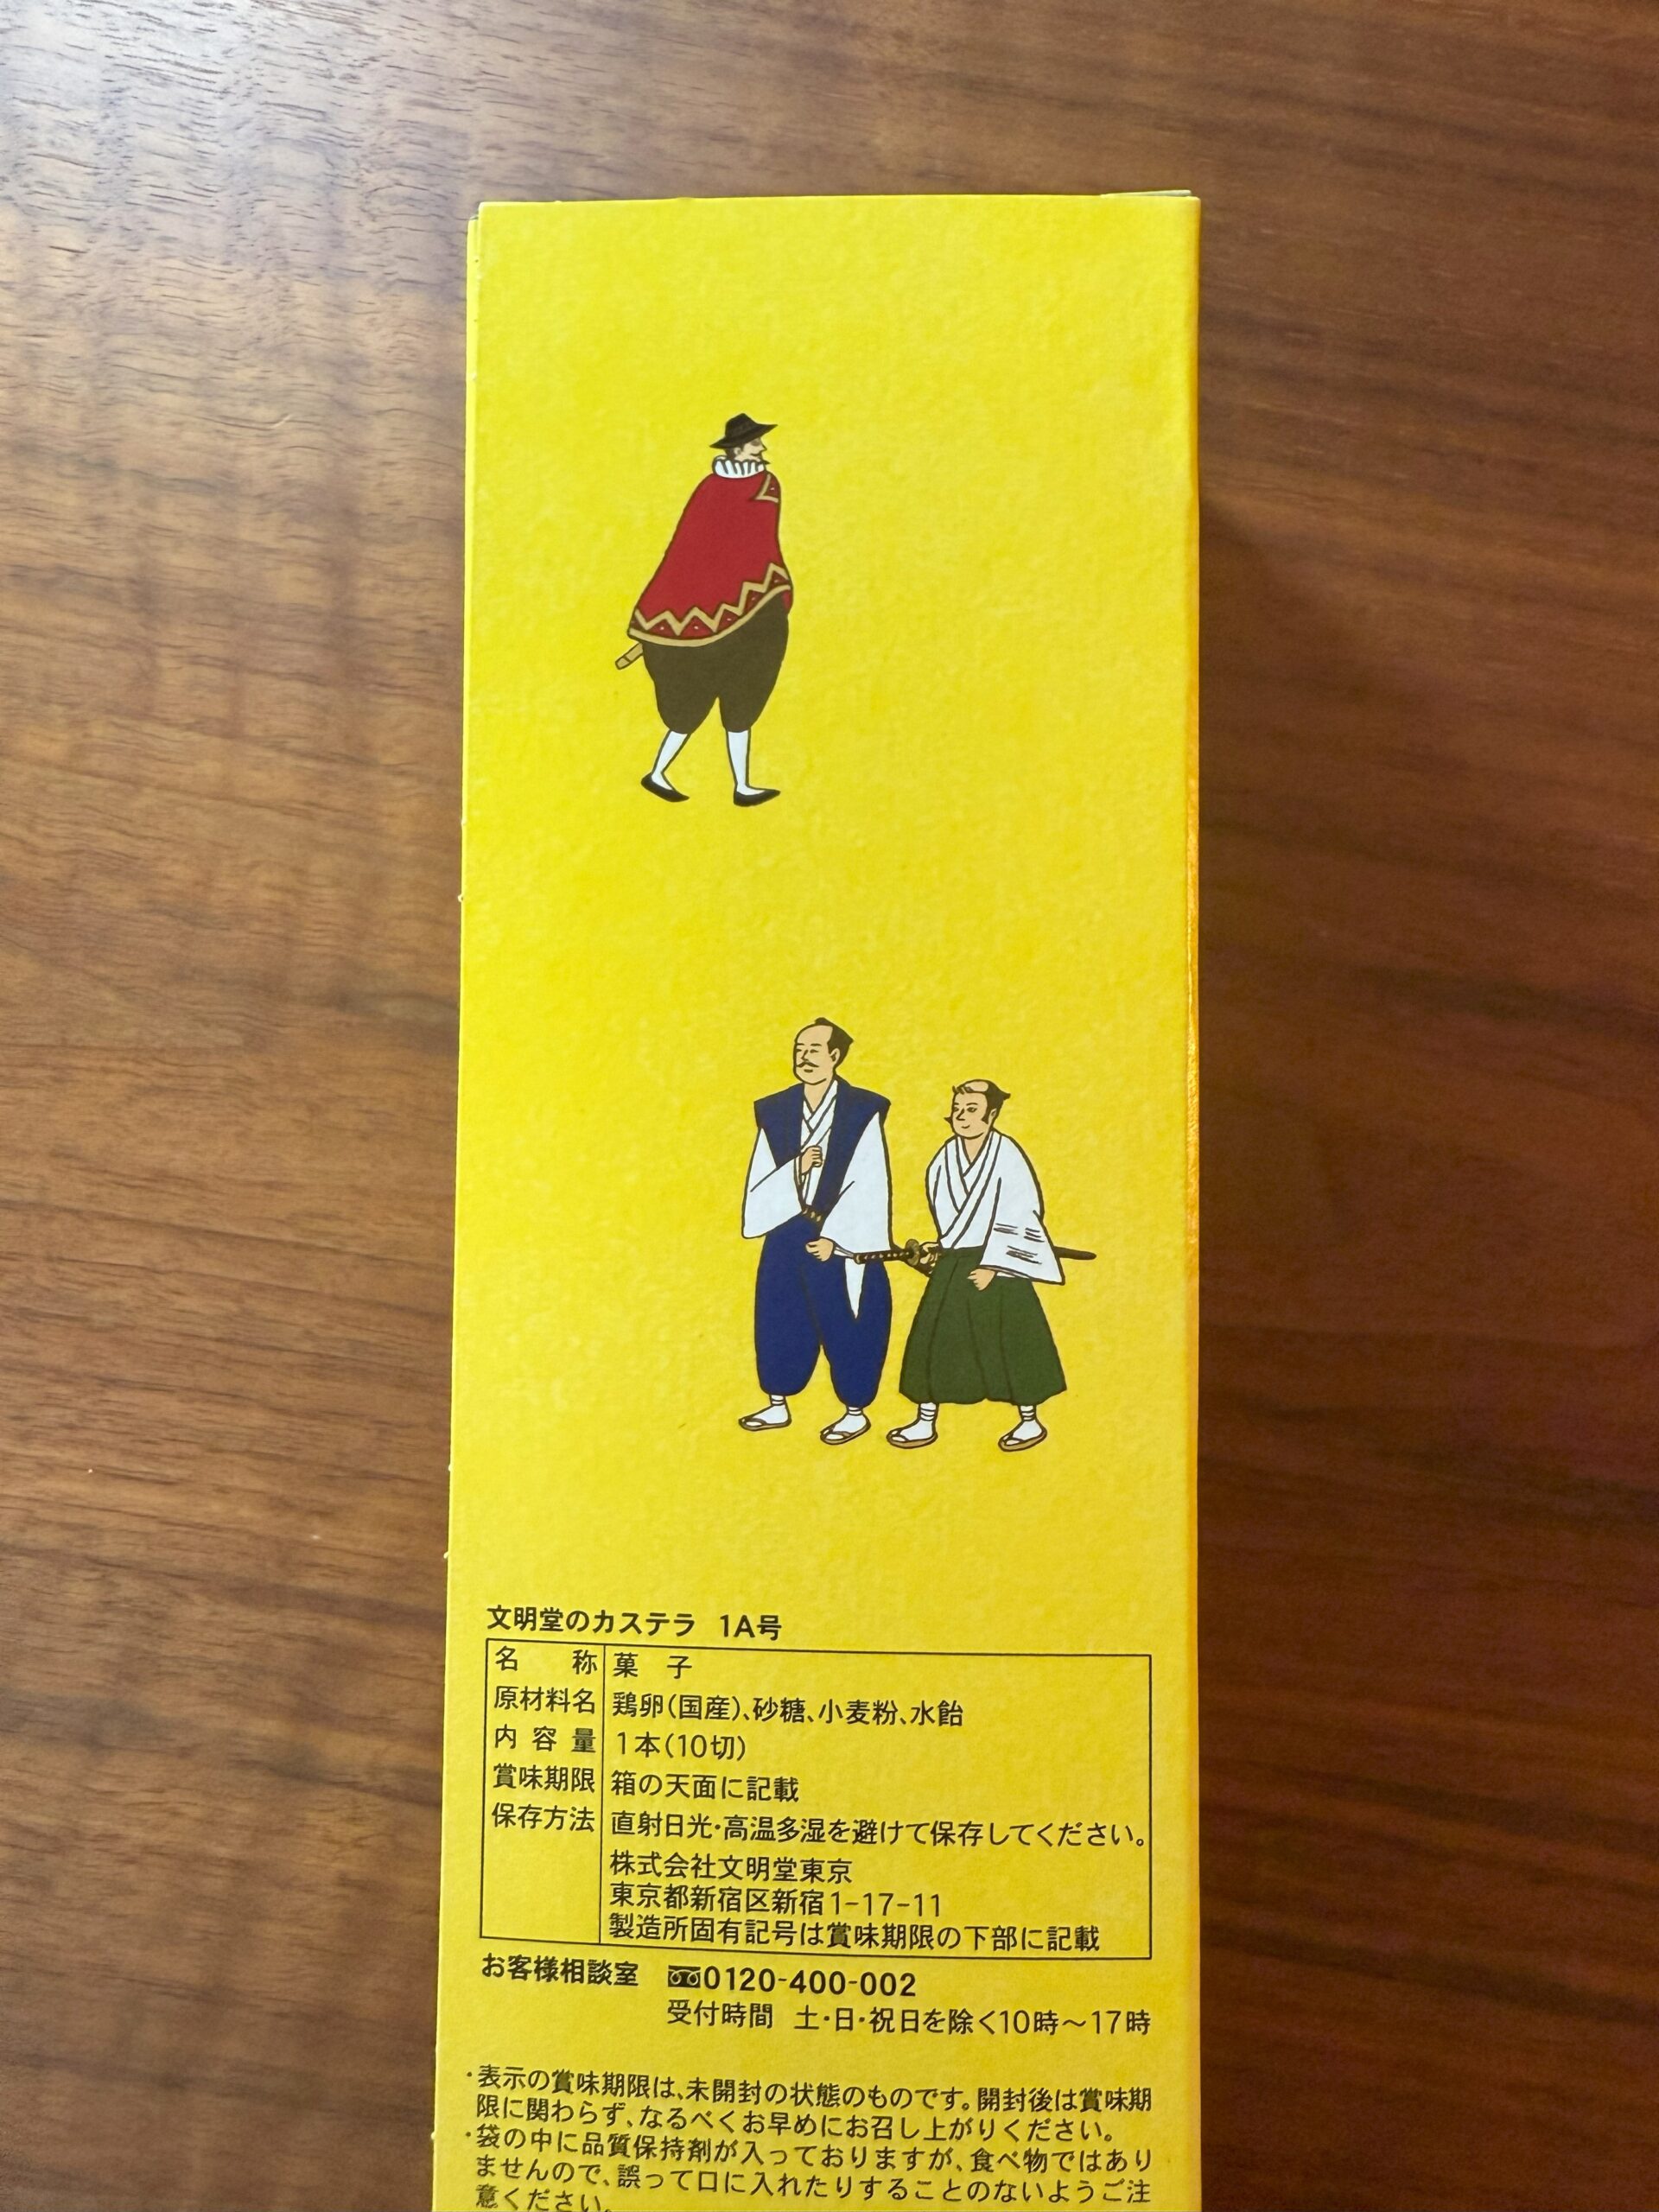 文明堂のカステラ 1A号
名称 菓子
原材料名 鶏卵(国産)、砂糖、小麦粉、水飴
内容量 1本(10切)
賞味期限 箱の天面に記載
保存方法 直射日光・高温多湿を避けて保存してください。
株式会社文明堂東京
東京都新宿区新宿1-17-11
製造所固有記号は賞味期限の下部に記載
お客様相談室 0120-400-002
受付時間 土・日・祝日を除く10時〜17時
・表示の賞味期限は、未開封の状態のものです。開封後は賞味期
限に関わらず、なるべくお早めにお召し上がりください。
・袋の中に品質保持剤が入っておりますが、食べ物ではあり
ませんので、誤って口に入れたりすることのないようご注
意ください。